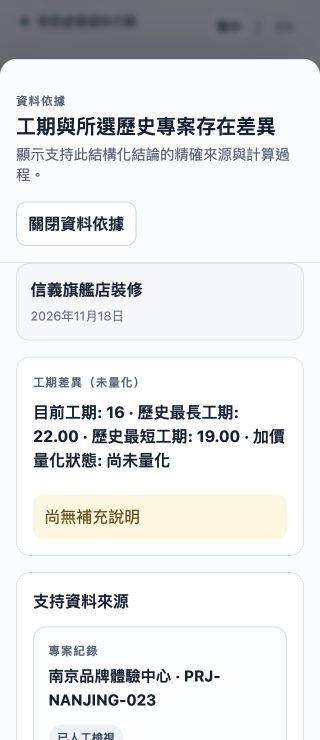 資料依據
工期與所選歷史專案存在差異
顯示支持此結構化結論的精確來源與計算過
程。
關閉資料依據
信義旗艦店裝修
2026年11月18日
工期差異（未量化）
目前工期: 16 · 歷史最長工期:
22.00 · 歷史最短工期: 19.00 · 加價
量化狀態: 尚未量化
尚無補充說明
支持資料來源
專案紀錄
南京品牌體驗中心 · PRJ-
NANJING-023
已人工檢視